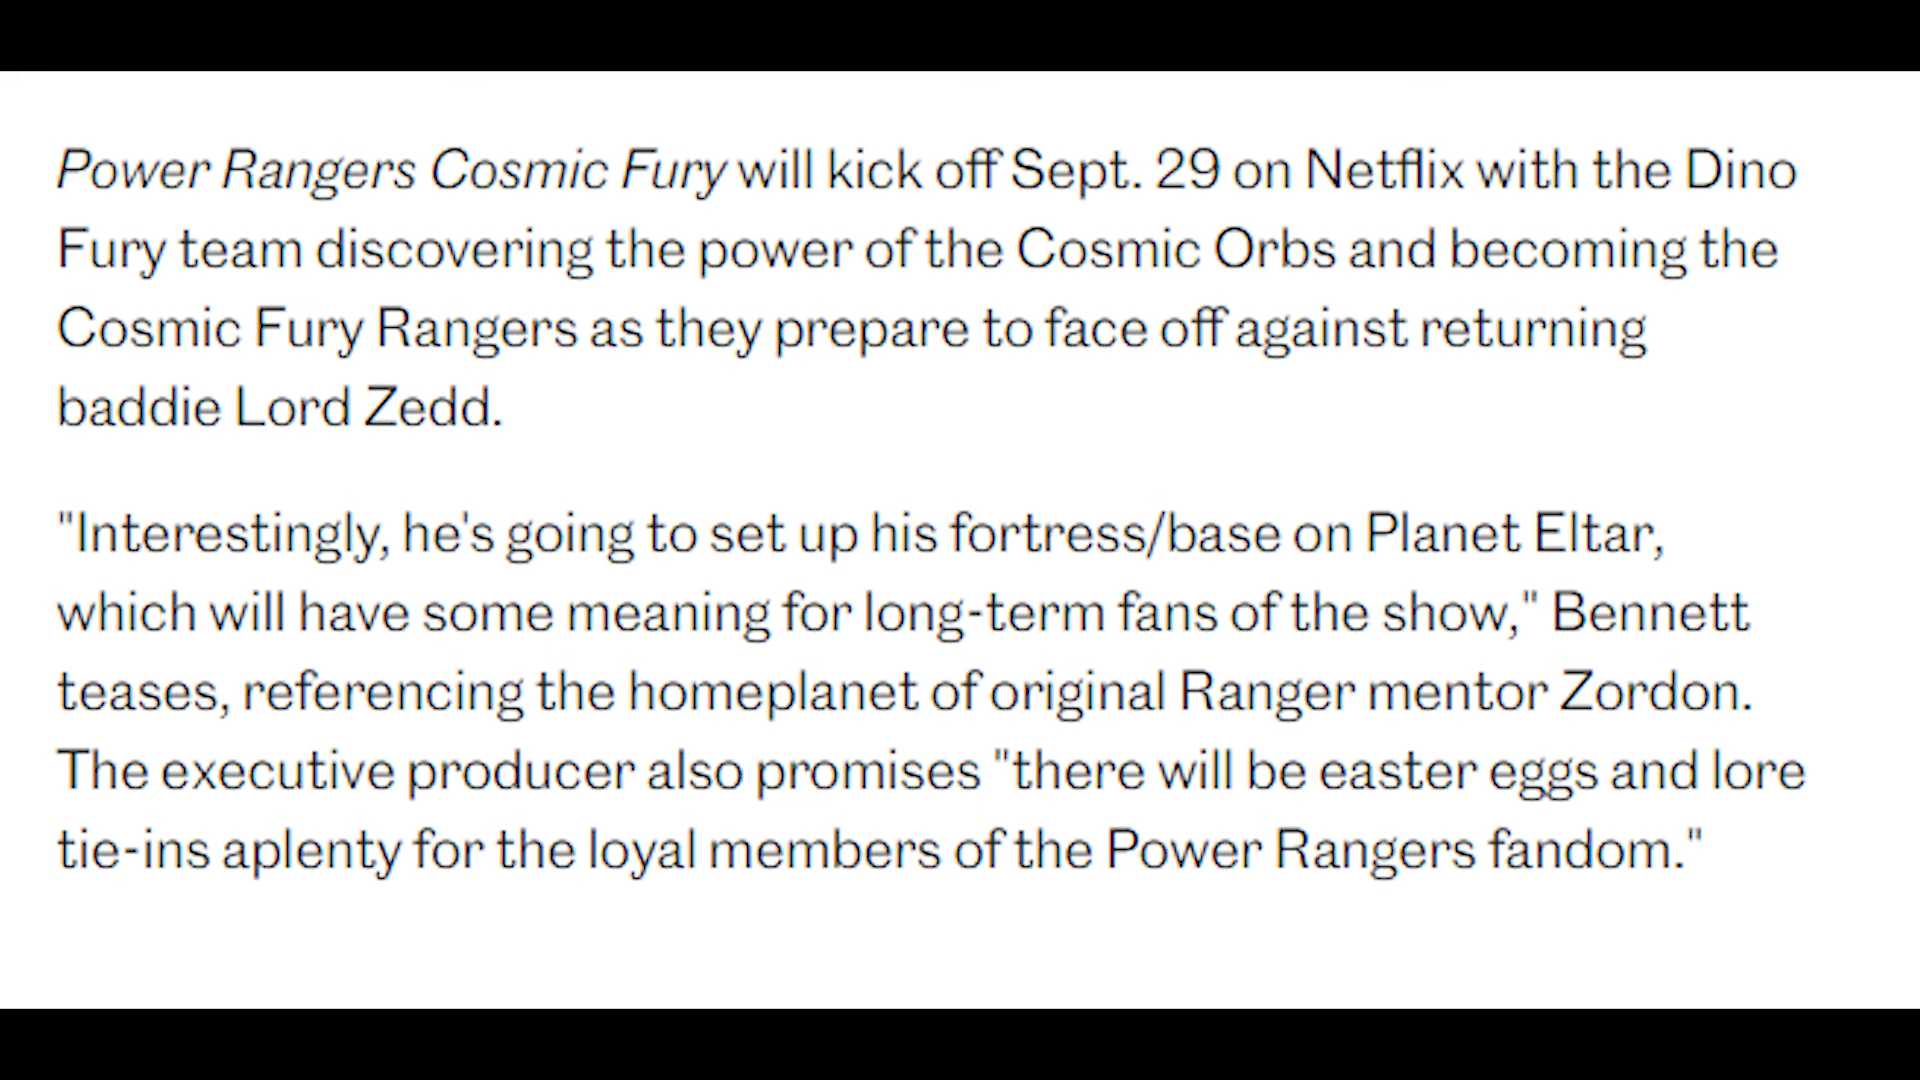 Power Rangers Cosmic Fury will kick off Sept. 29 on Netflix with the Dino
Fury team discovering the power of the Cosmic Orbs and becoming the
Cosmic Fury Rangers as they prepare to face off against returning
baddie Lord Zedd.
"Interestingly, he's going to set up his fortress/base on Planet Eltar,
which will have some meaning for long-term fans of the show," Bennett
teases, referencing the homeplanet of original Ranger mentor Zordon.
The executive producer also promises "there will be easter eggs and lore
tie-ins aplenty for the loyal members of the Power Rangers fandom."